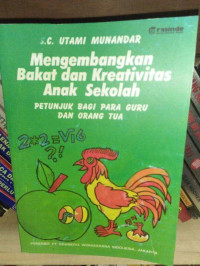 S.C. UTAMI MUNANDAR
Mengembangkan
Bakat dan Kreativitas
Anak Sekolah
PETUNJUK BAGI PARA GURU
DAN ORANG TUA
2*2=VIG
?!